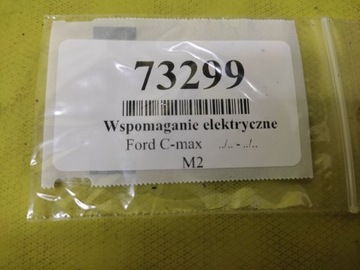 73299
Wspomaganie elektryczne
Ford C-max ../.. - ../..
M2